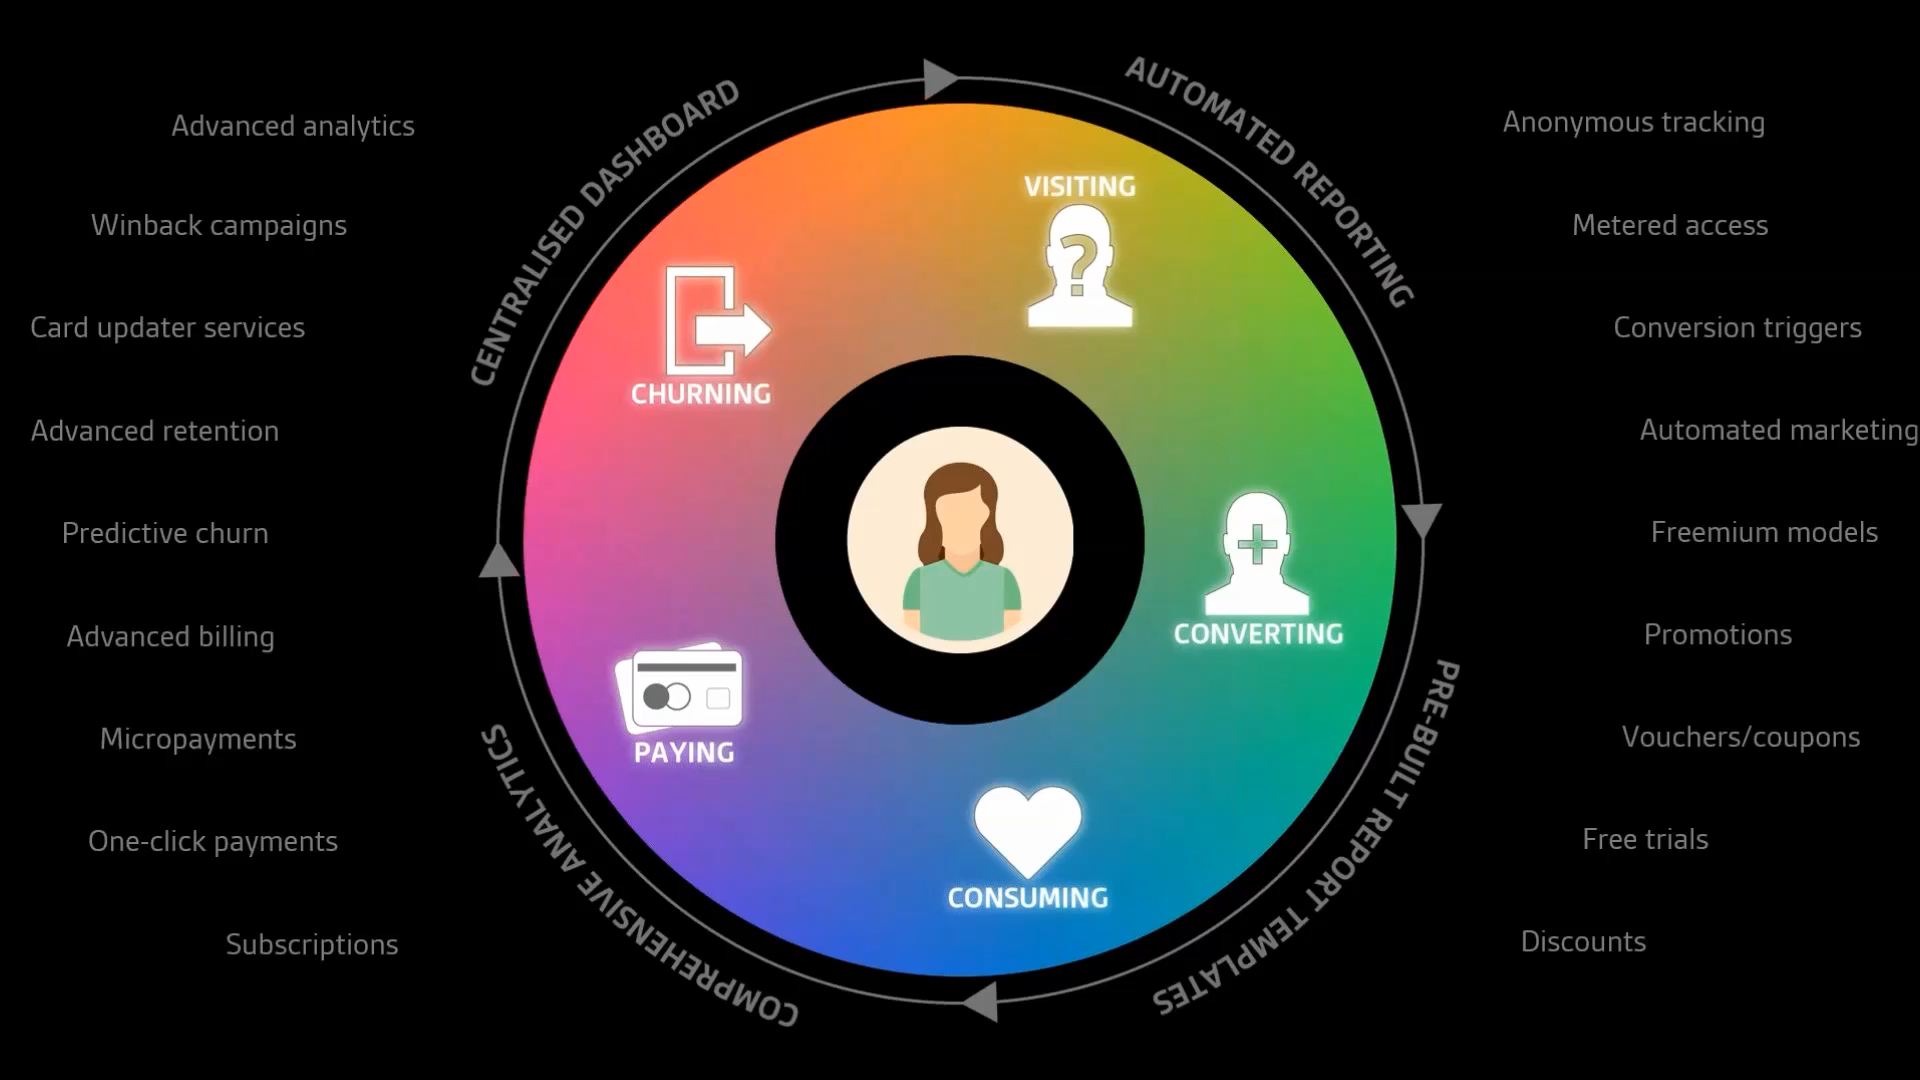 Advanced analytics
Winback campaigns
Card updater services
Advanced retention
Predictive churn
Advanced billing
Micropayments
One-click payments
Subscriptions
CENTRALISED DASHBOARD
AUTOMATED REPORTING
PRE-BUILT REPORT TEMPLATES
COMPREHENSIVE ANALYTICS
VISITING
?
CONVERTING
CONSUMING
PAYING
CHURNING
Anonymous tracking
Metered access
Conversion triggers
Automated marketing
Freemium models
Promotions
Vouchers/coupons
Free trials
Discounts